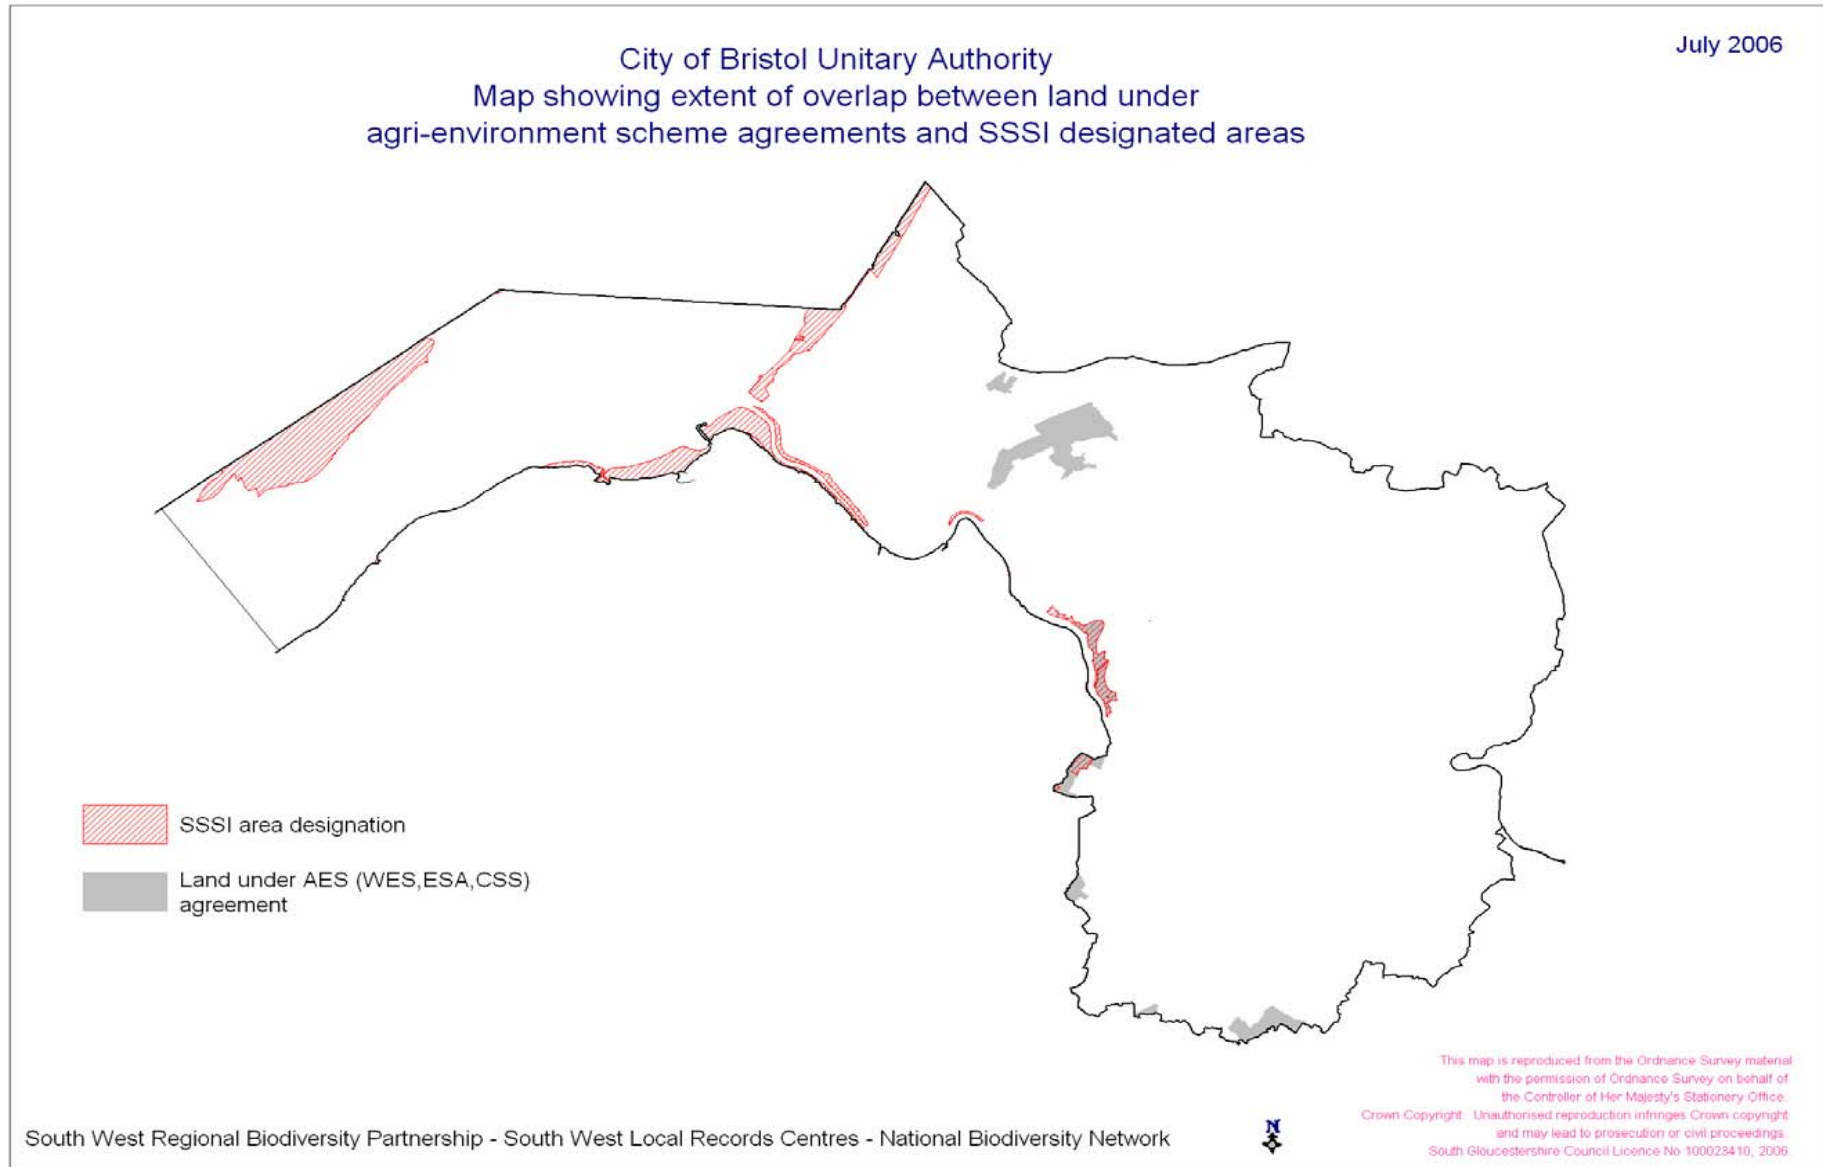 July 2006
City of Bristol Unitary Authority
Map showing extent of overlap between land under
agri-environment scheme agreements and SSSI designated areas
SSSI area designation
Land under AES (WES,ESA,CSS)
agreement
This map is reproduced from the Ordnance Survey material
with the permission of Ordnance Survey on behalf of
the Controller of Her Majesty's Stationery Office.
Crown Copyright. Unauthorised reproduction infringes Crown copyright
and may lead to prosecution or civil proceedings.
South Gloucestershire Council Licence No 100023410, 2006.
South West Regional Biodiversity Partnership - South West Local Records Centres - National Biodiversity Network
N